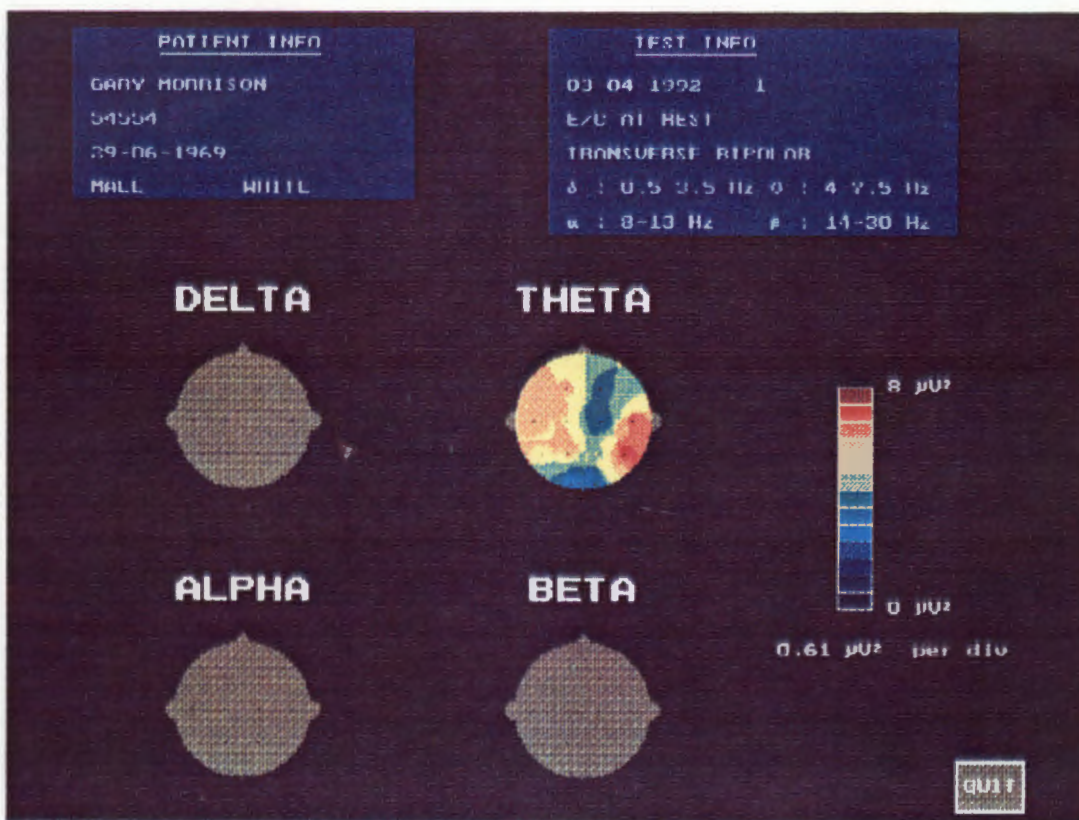 PATIENT INFO
GARY MORRISON
54554
29-06-1969
MALE WHITE
TEST INFO
03 04 1992 1
E/C AT REST
TRANSVERSE BIPOLAR
δ : 0.5 3.5 Hz θ : 4 7.5 Hz
α : 8-13 Hz β : 14-30 Hz
DELTA
THETA
8 µV²
ALPHA
BETA
0 µV²
0.61 µV² per div
QUIT